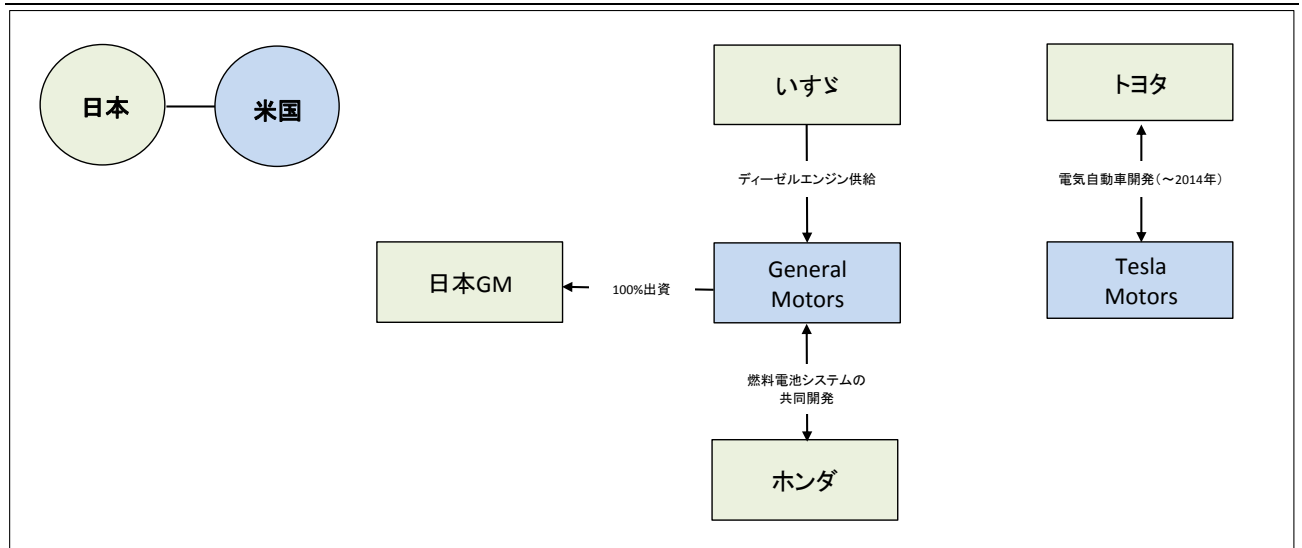 日本
米国
いすゞ
トヨタ
ディーゼルエンジン供給
電気自動車開発(~2014年)
日本GM
100%出資
General
Motors
Tesla
Motors
燃料電池システムの
共同開発
ホンダ